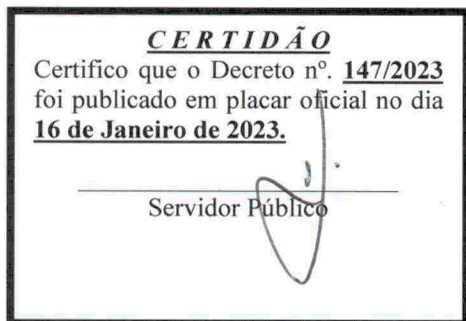 CERTIDÃO
Certifico que o Decreto nº. 147/2023
foi publicado em placar oficial no dia
16 de Janeiro de 2023.
Servidor Público